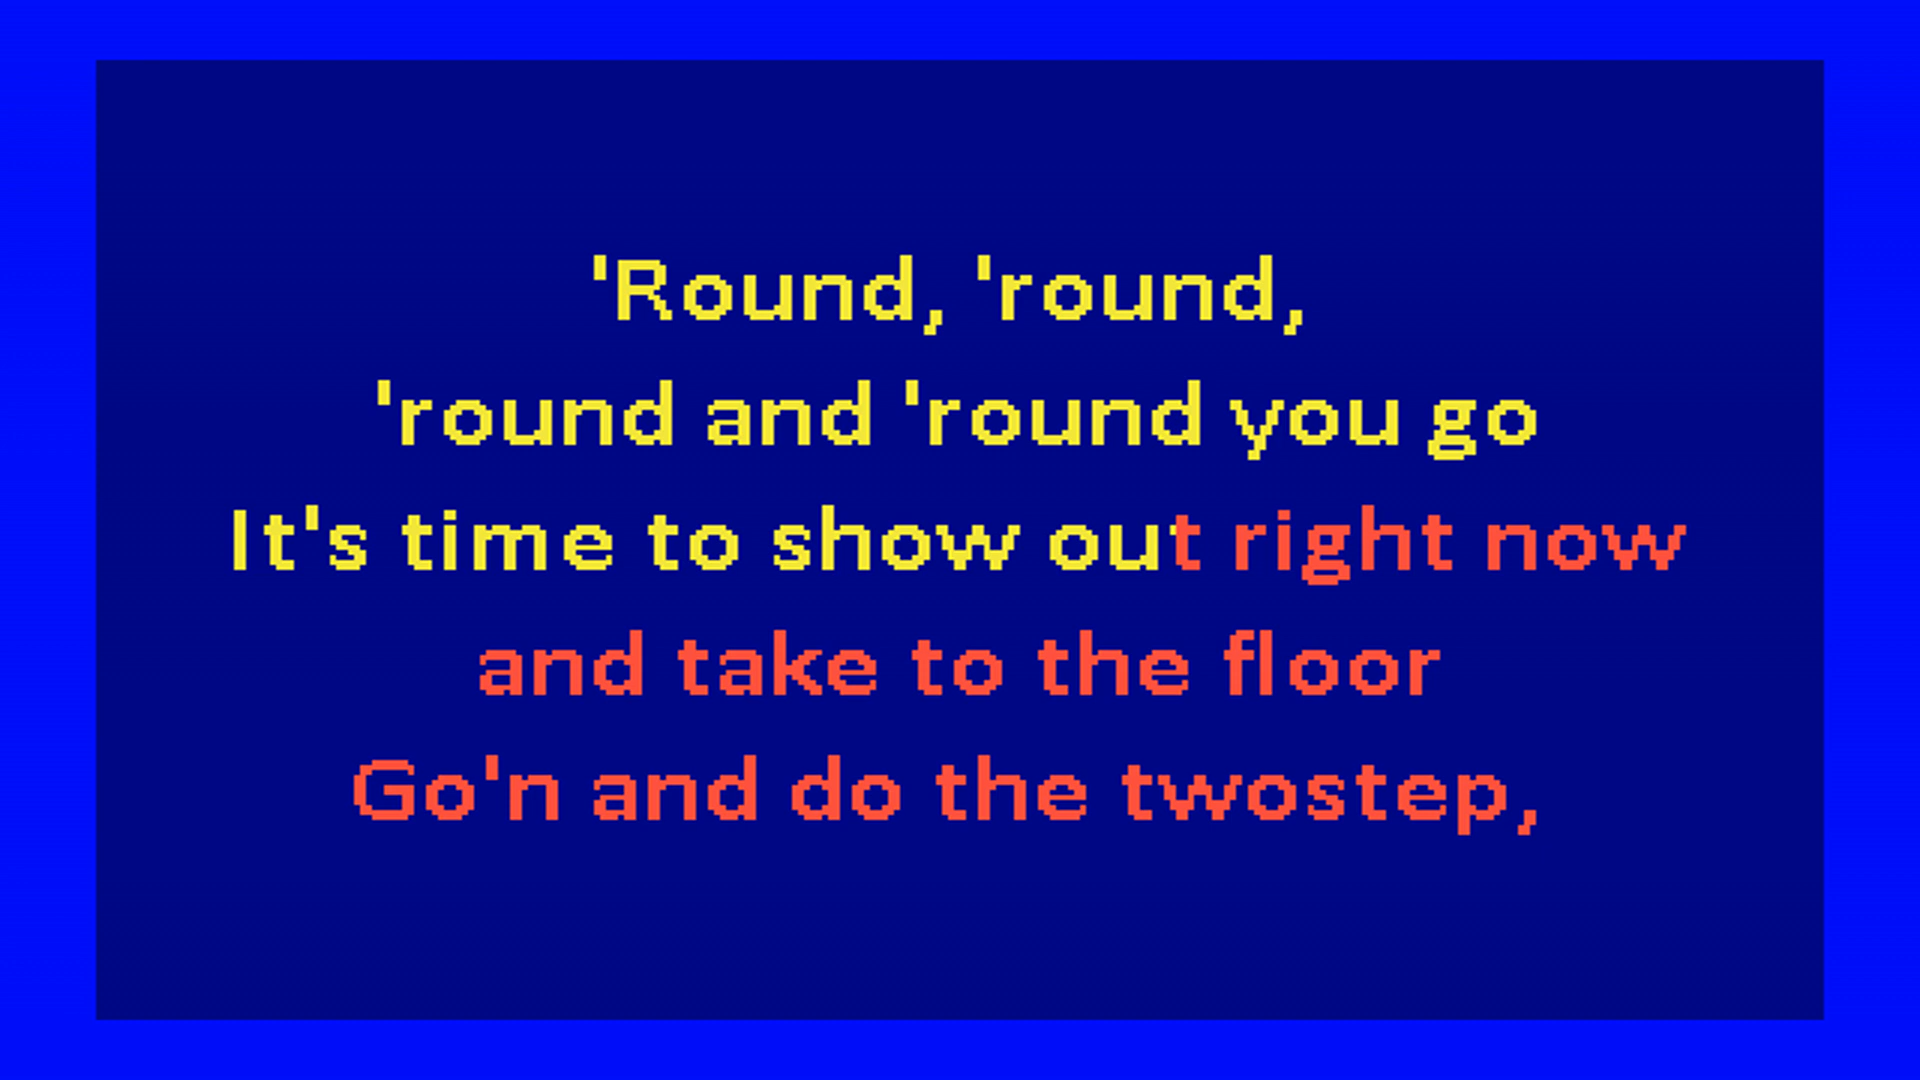 'Round, 'round,
'round and 'round you go
It's time to show out right now
and take to the floor
Go'n and do the twostep,